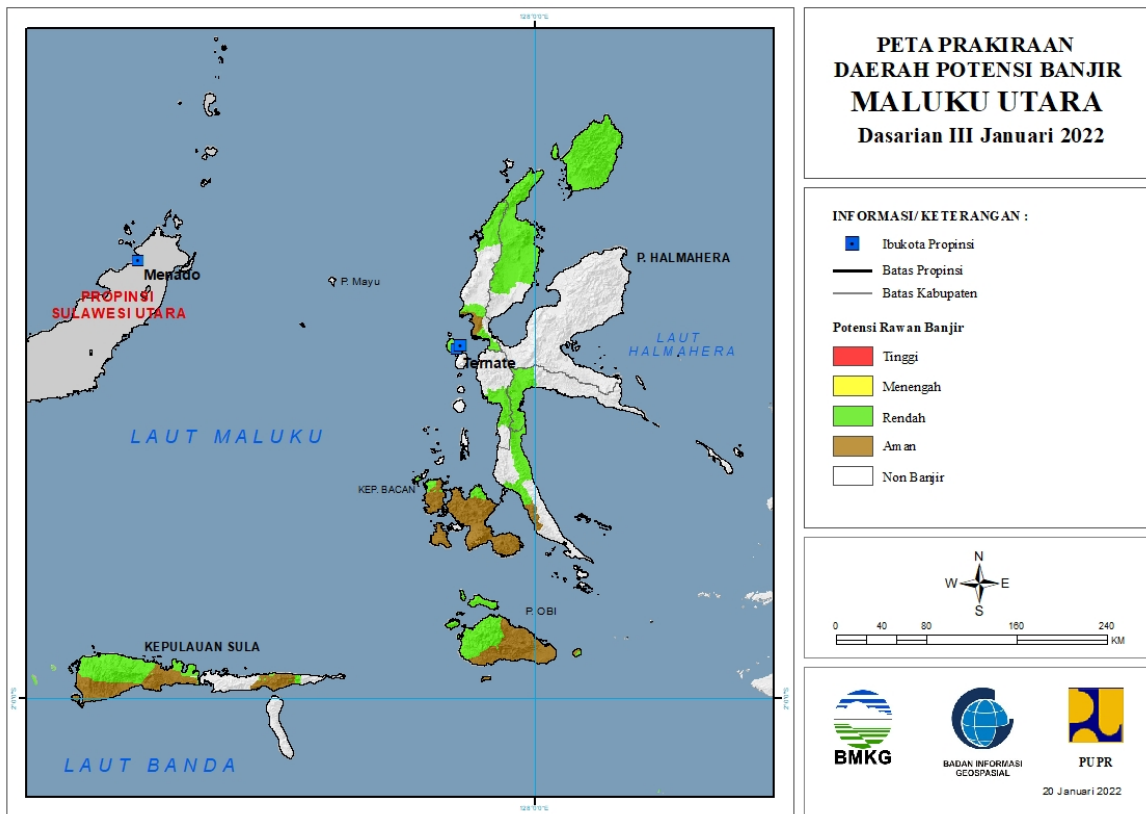 PETA PRAKIRAAN
DAERAH POTENSI BANJIR
MALUKU UTARA
Dasarian III Januari 2022
INFORMASI/ KETERANGAN :
Ibukota Propinsi
Batas Propinsi
Batas Kabupaten
Potensi Rawan Banjir
Tinggi
Menengah
Rendah
Aman
Non Banjir
N
W E
S
0 40 80 160 240
KM
BMKG
BADAN INFORMASI
GEOSPASIAL
PUPR
20 Januari 2022
P. HALMAHERA
Menado
P. Mayu
PROPINSI
SULAWESI UTARA
LAUT
HALMAHERA
Ternate
LAUT MALUKU
KEP. BACAN
P. OBI
KEPULAUAN SULA
LAUT BANDA